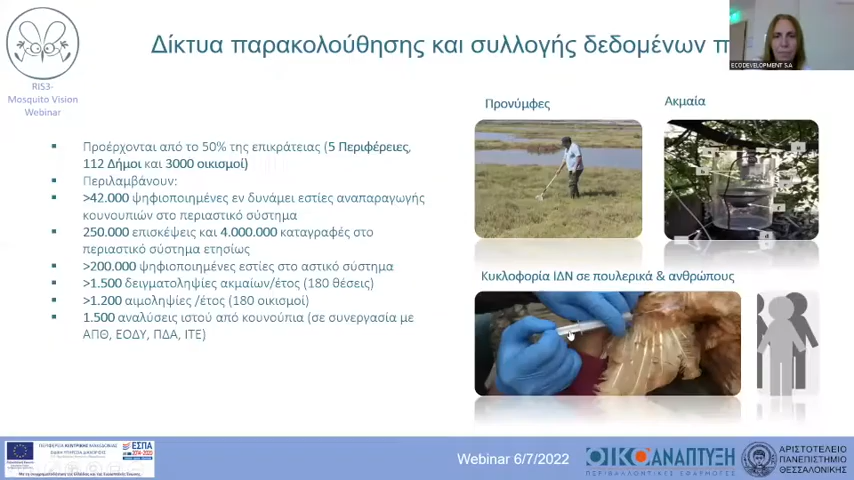 Δίκτυα παρακολούθησης και συλλογής δεδομένων π
ECODEVELOPMENT S.A
RIS3-
Mosquito Vision
Webinar
Προνύμφες
Ακμαία
▪ Προέρχονται από το 50% της επικράτειας (5 Περιφέρειες,
112 Δήμοι και 3000 οικισμοί)
▪ Περιλαμβάνουν:
▪ >42.000 ψηφιοποιημένες εν δυνάμει εστίες αναπαραγωγής
κουνουπιών στο περιαστικό σύστημα
▪ 250.000 επισκέψεις και 4.000.000 καταγραφές στο
περιαστικό σύστημα ετησίως
▪ >200.000 ψηφιοποιημένες εστίες στο αστικό σύστημα
▪ >1.500 δειγματοληψίες ακμαίων/έτος (180 θέσεις)
▪ >1.200 αιμοληψίες /έτος (180 οικισμοί)
▪ 1.500 αναλύσεις ιστού από κουνούπια (σε συνεργασία με
ΑΠΘ, ΕΟΔΥ, ΠΔΑ, ΙΤΕ)
Κυκλοφορία ΙΔΝ σε πουλερικά & ανθρώπους
ΕΣΠΑ
2014-2020
Webinar 6/7/2022
ΟΙΚΟΑΝΑΠΤΥΞΗ
ΠΕΡΙΒΑΛΛΟΝΤΙΚΕΣ ΕΦΑΡΜΟΓΕΣ
ΑΡΙΣΤΟΤΕΛΕΙΟ
ΠΑΝΕΠΙΣΤΗΜΙΟ
ΘΕΣΣΑΛΟΝΙΚΗΣ